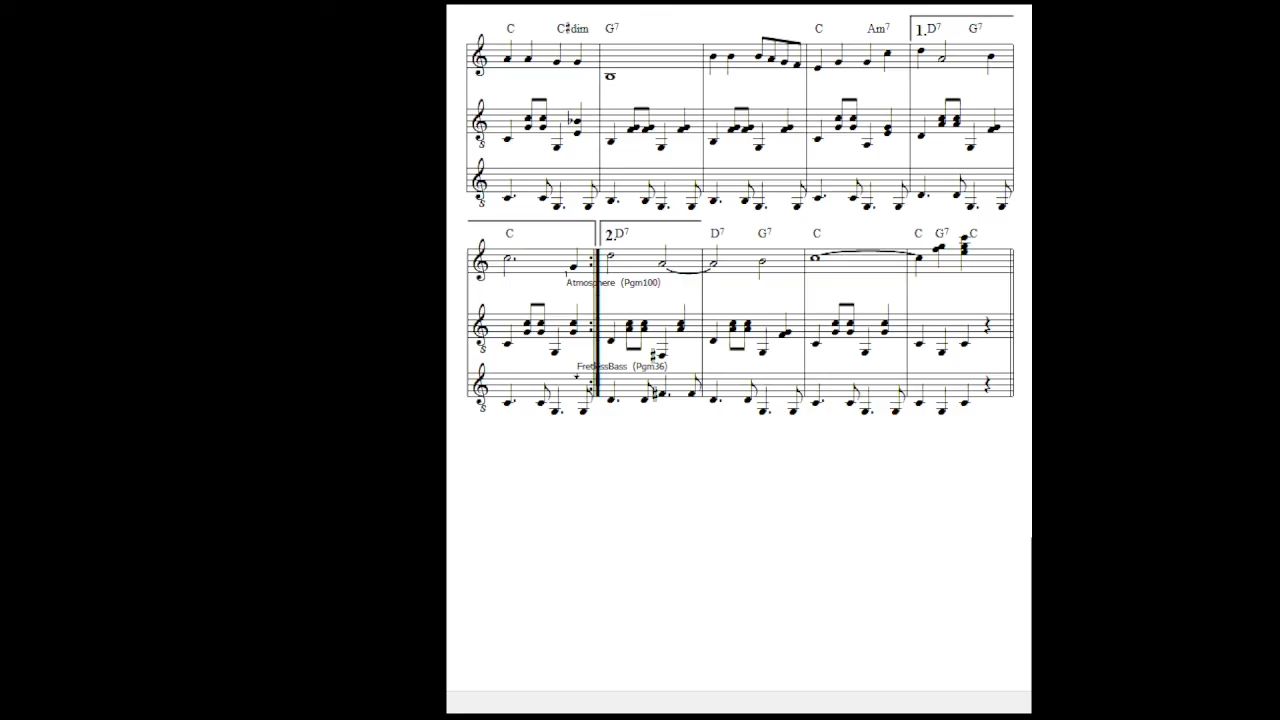 C C#dim G7 C Am7 1. D7 G7
C 2. D7 D7 G7 C C G7 C
Atmosphere (Pgm100)
FretlessBass (Pgm36)